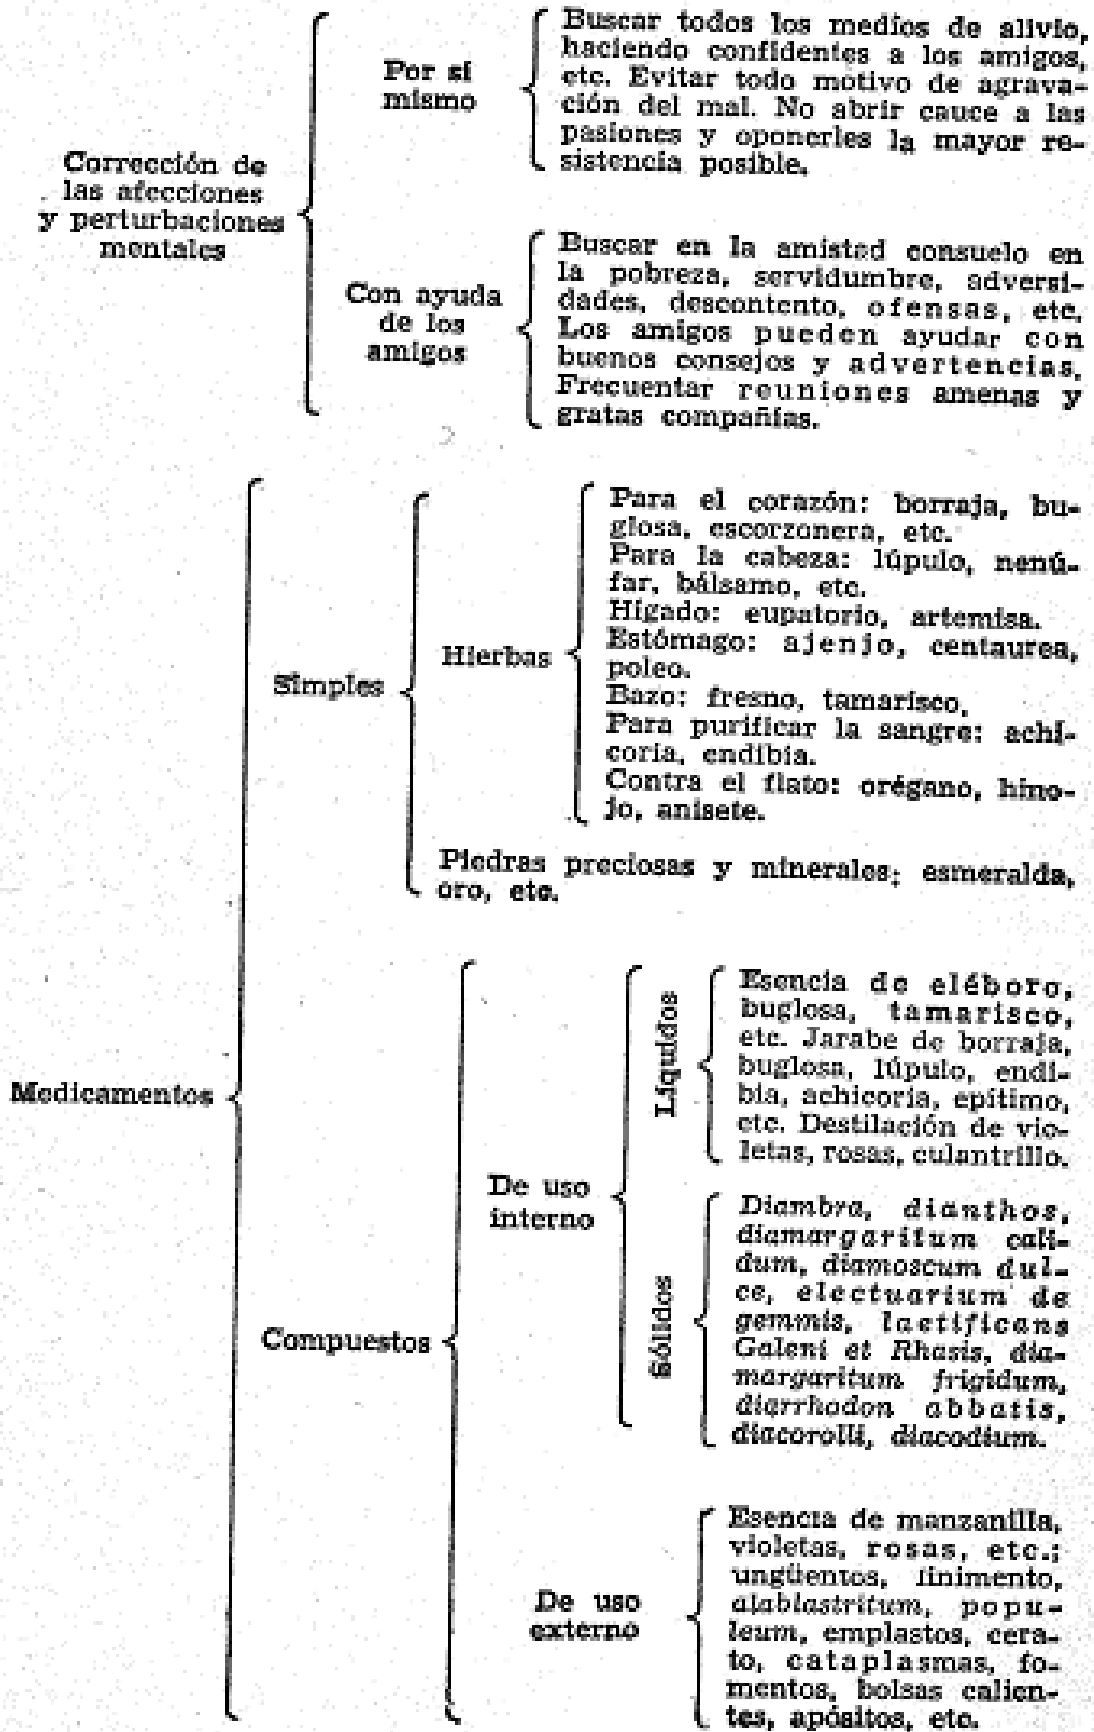 Corrección de
las afecciones
y perturbaciones
mentales
Por sí
mismo
Buscar todos los medios de alivio,
haciendo confidentes a los amigos,
etc. Evitar todo motivo de agrava-
ción del mal. No abrir cauce a las
pasiones y oponerles la mayor re-
sistencia posible.
Con ayuda
de los
amigos
Buscar en la amistad consuelo en
la pobreza, servidumbre, adversi-
dades, descontento, ofensas, etc.
Los amigos pueden ayudar con
buenos consejos y advertencias.
Frecuentar reuniones amenas y
gratas compañías.
Medicamentos
Simples
Hierbas
Para el corazón: borraja, bu-
glosa, escorzonera, etc.
Para la cabeza: lúpulo, nenú-
far, bálsamo, etc.
Hígado: eupatorio, artemisa.
Estómago: ajenjo, centaurea,
poleo.
Bazo: fresno, tamarisco.
Para purificar la sangre: achi-
coria, endibia.
Contra el flato: orégano, hino-
jo, anisete.
Piedras preciosas y minerales: esmeralda,
oro, etc.
Compuestos
De uso
interno
Líquidos
Esencia de eléboro,
buglosa, tamarisco,
etc. Jarabe de borraja,
buglosa, lúpulo, endi-
bia, achicoria, epítimo,
etc. Destilación de vio-
letas, rosas, culantrillo.
Sólidos
Diambra, dianthos,
diamargaritum cali-
dum, diamoscum dul-
ce, electuarium de
gemmis, laetificans
Galeni et Rhasis, dia-
margaritum frigidum,
diarrhodon abbatis,
diacorolli, diacodium.
De uso
externo
Esencia de manzanilla,
violetas, rosas, etc.;
ungüentos, linimento,
alablastritum, popu-
leum, emplastos, cera-
to, cataplasmas, fo-
mentos, bolsas calien-
tes, apósitos, etc.